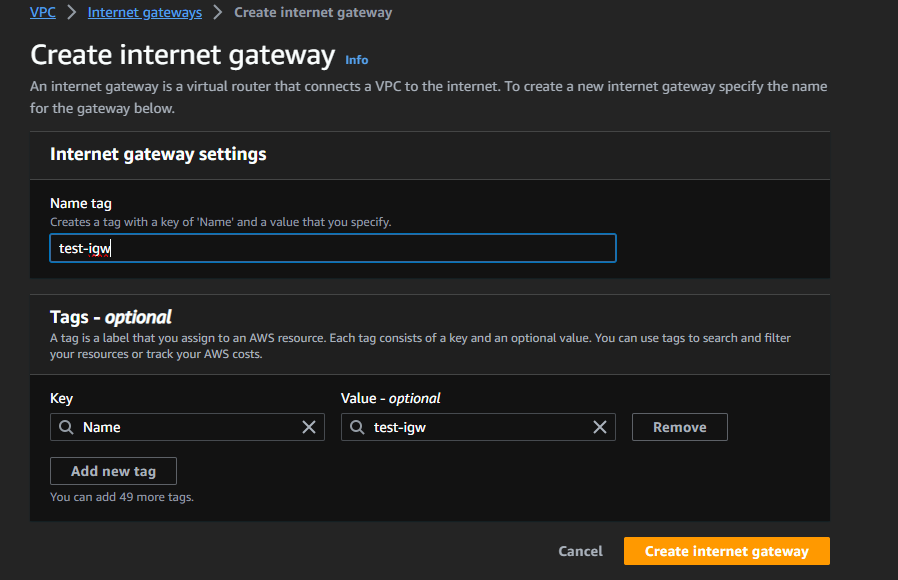 VPC > Internet gateways > Create internet gateway
Create internet gateway Info
An internet gateway is a virtual router that connects a VPC to the internet. To create a new internet gateway specify the name
for the gateway below.
Internet gateway settings
Name tag
Creates a tag with a key of 'Name' and a value that you specify.
test-igw
Tags - optional
A tag is a label that you assign to an AWS resource. Each tag consists of a key and an optional value. You can use tags to search and filter
your resources or track your AWS costs.
Key Value - optional
Name test-igw Remove
Add new tag
You can add 49 more tags.
Cancel Create internet gateway